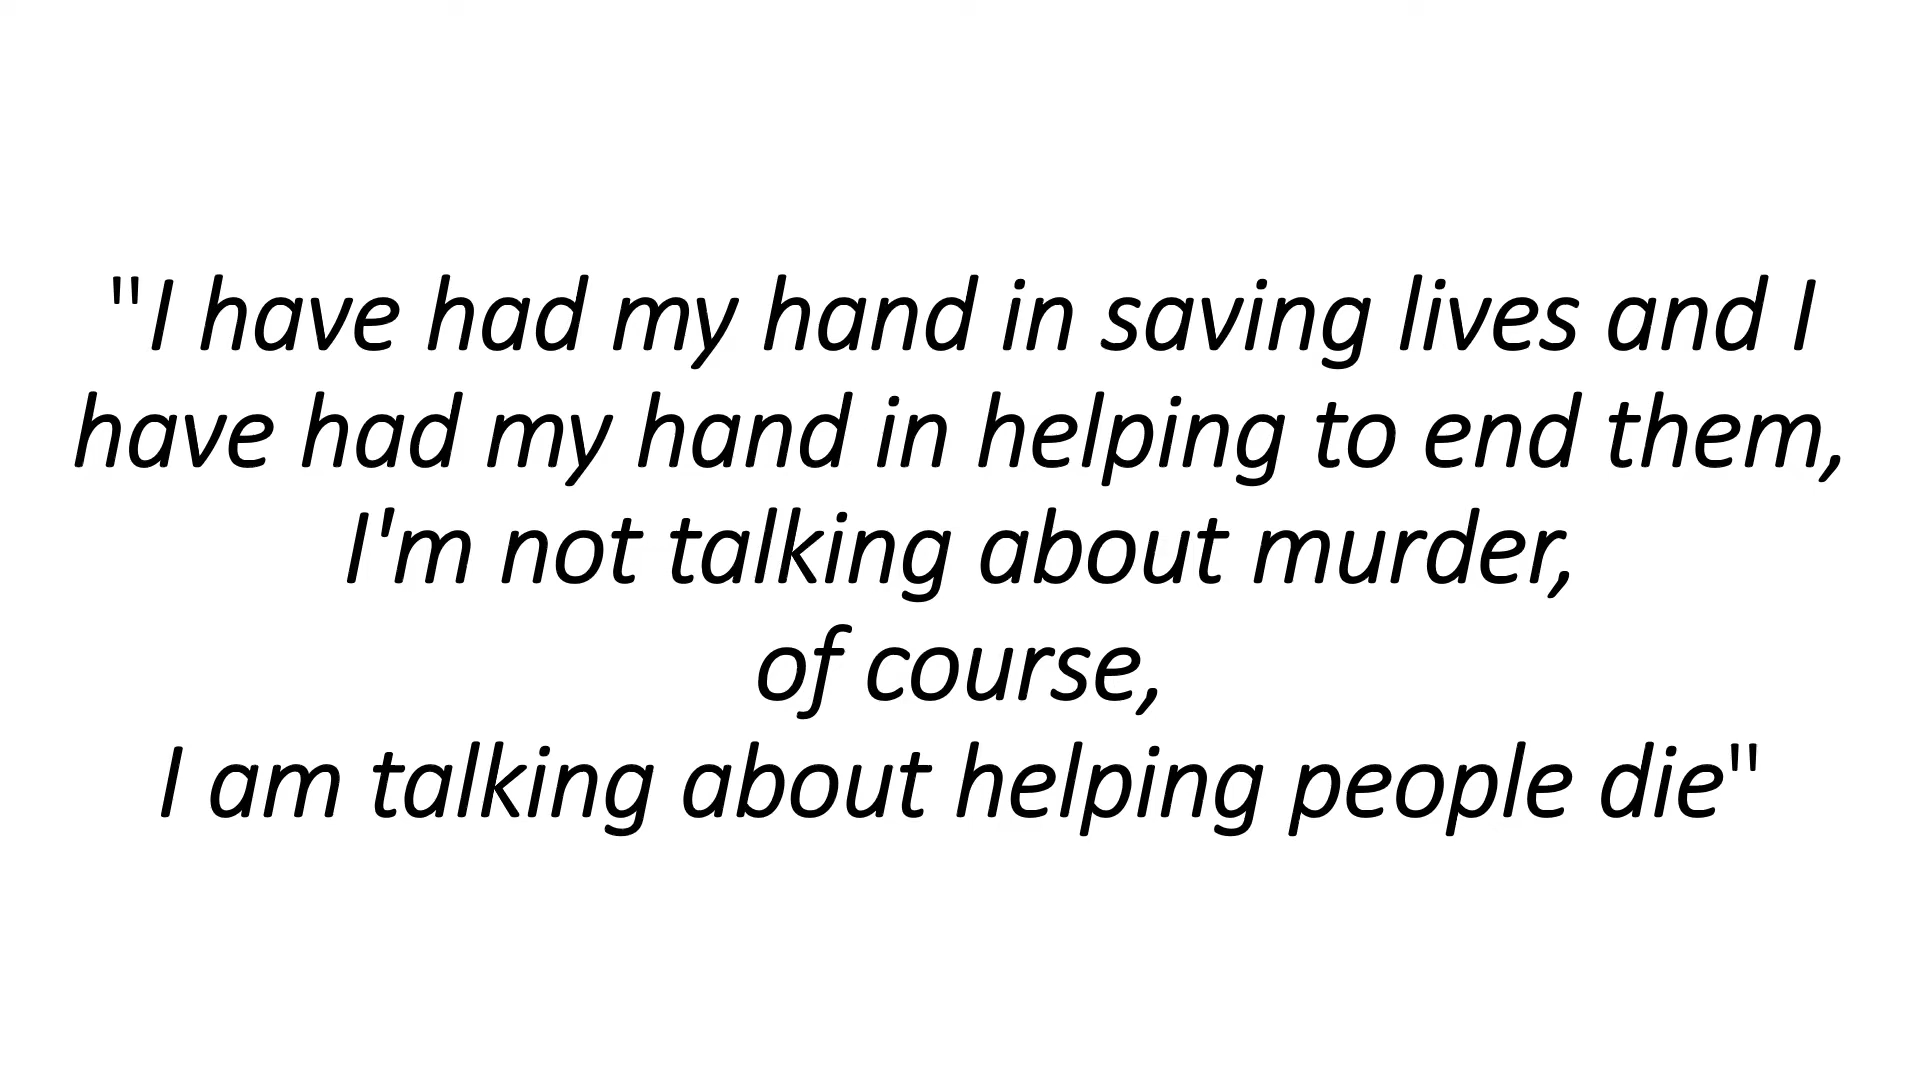 "I have had my hand in saving lives and I
have had my hand in helping to end them,
I'm not talking about murder,
of course,
I am talking about helping people die"